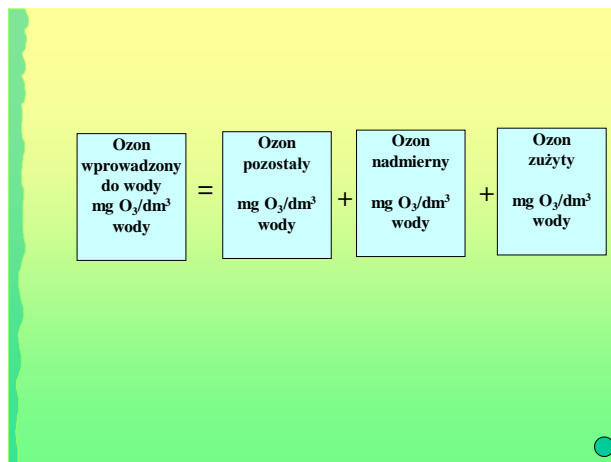 Ozon
wprowadzony
do wody
mg O₃/dm³
wody
=
Ozon
pozostały
mg O₃/dm³
wody
+
Ozon
nadmierny
mg O₃/dm³
wody
+
Ozon
zużyty
mg O₃/dm³
wody